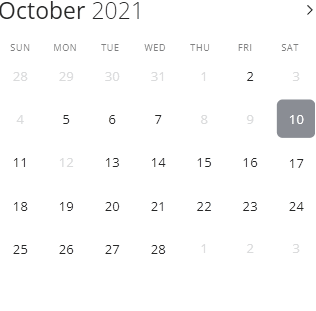 October 2021
SUN MON TUE WED THU FRI SAT
28 29 30 31 1 2 3
4 5 6 7 8 9 10
11 12 13 14 15 16 17
18 19 20 21 22 23 24
25 26 27 28 1 2 3